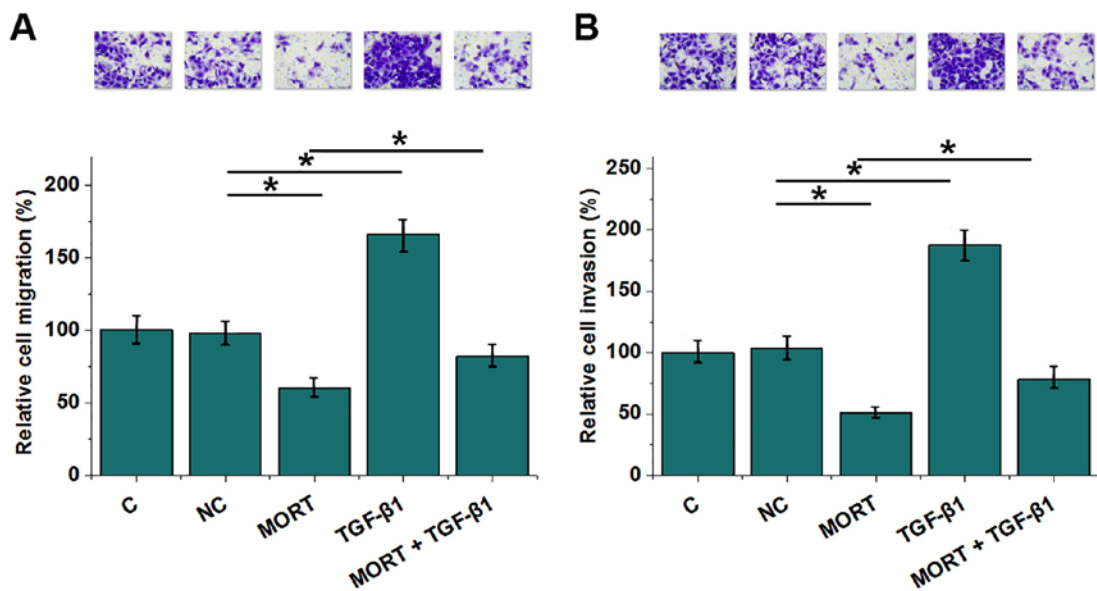 A
*
*
*
200
150
100
50
0
Relative cell migration (%)
C
NC
MORT
TGF-β1
MORT + TGF-β1
B
*
*
*
250
200
150
100
50
0
Relative cell invasion (%)
C
NC
MORT
TGF-β1
MORT + TGF-β1